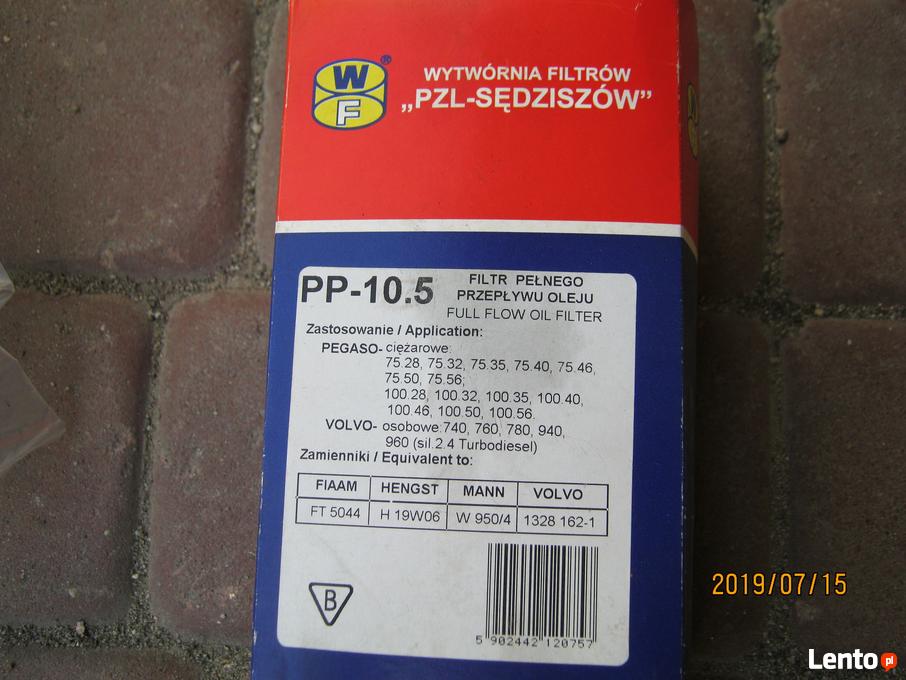 WF®
WYTWÓRNIA FILTRÓW
„PZL-SĘDZISZÓW”
PP-10.5
FILTR PEŁNEGO
PRZEPŁYWU OLEJU
FULL FLOW OIL FILTER
Zastosowanie / Application:
PEGASO- ciężarowe:
75.28, 75.32, 75.35, 75.40, 75.46,
75.50, 75.56;
100.28, 100.32, 100.35, 100.40,
100.46, 100.50, 100.56.
VOLVO- osobowe:740, 760, 780, 940,
960 (sil.2.4 Turbodiesel)
Zamienniki / Equivalent to:
FIAAM HENGST MANN VOLVO
FT 5044 H 19W06 W 950/4 1328 162-1
B
5 902442 120757
2019/07/15
Lento.pl